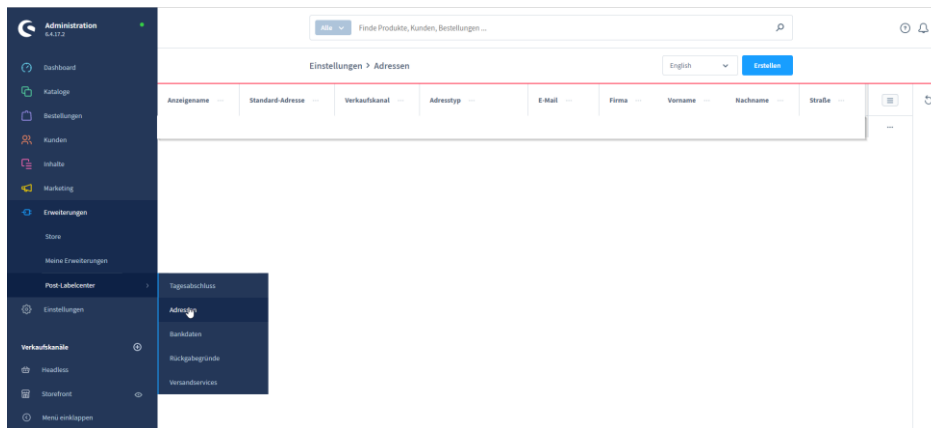 Administration
6.4.17.2
Alle
Finde Produkte, Kunden, Bestellungen ...
Einstellungen > Adressen
English
Erstellen
Dashboard
Kataloge
Bestellungen
Kunden
Inhalte
Marketing
Erweiterungen
Store
Meine Erweiterungen
Post-Labelcenter
Einstellungen
Verkaufskanäle
Headless
Storefront
Menü einklappen
Tagesabschluss
Adressen
Bankdaten
Rückgabegründe
Versandservices
Anzeigename ... Standard-Adresse ... Verkaufskanal ... Adresstyp ... E-Mail ... Firma ... Vorname ... Nachname ... Straße ...
...